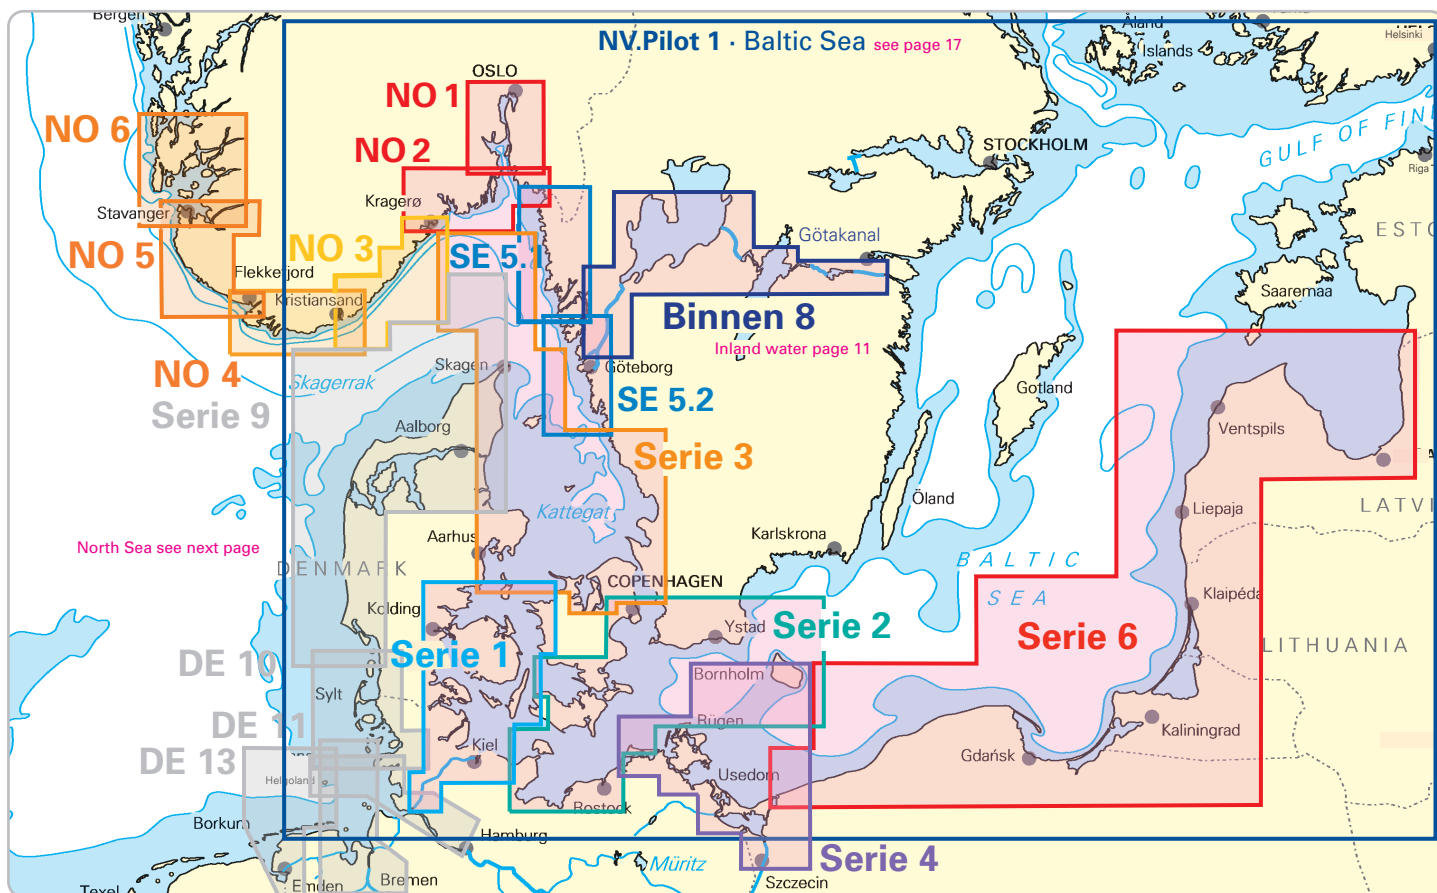 Bergen
Åland
Islands
Helsinki
NV.Pilot 1 · Baltic Sea see page 17
OSLO
NO 1
NO 6
NO 2
STOCKHOLM
GULF OF FIN
Riga
Kragerø
Stavanger
Götakanal
ESTO
NO 5
NO 3
SE 5.1
Flekkefjord
Saaremaa
Kristiansand
Binnen 8
Inland water page 11
NO 4
Skagerrak
Skagen
Göteborg
Gotland
Serie 9
SE 5.2
Aalborg
Ventspils
Serie 3
Öland
Kattegat
Liepaja
LATVI
Aarhus
Karlskrona
North Sea see next page
BALTIC
SEA
DENMARK
COPENHAGEN
Klaipéda
Kolding
Ystad
Serie 2
Serie 6
LITHUANIA
Serie 1
DE 10
Bornholm
Sylt
Rügen
DE 11
Kaliningrad
Kiel
Gdańsk
DE 13
Helgoland
Usedom
Rostock
Borkum
Hamburg
Serie 4
Müritz
Emden
Bremen
Szczecin
Texel